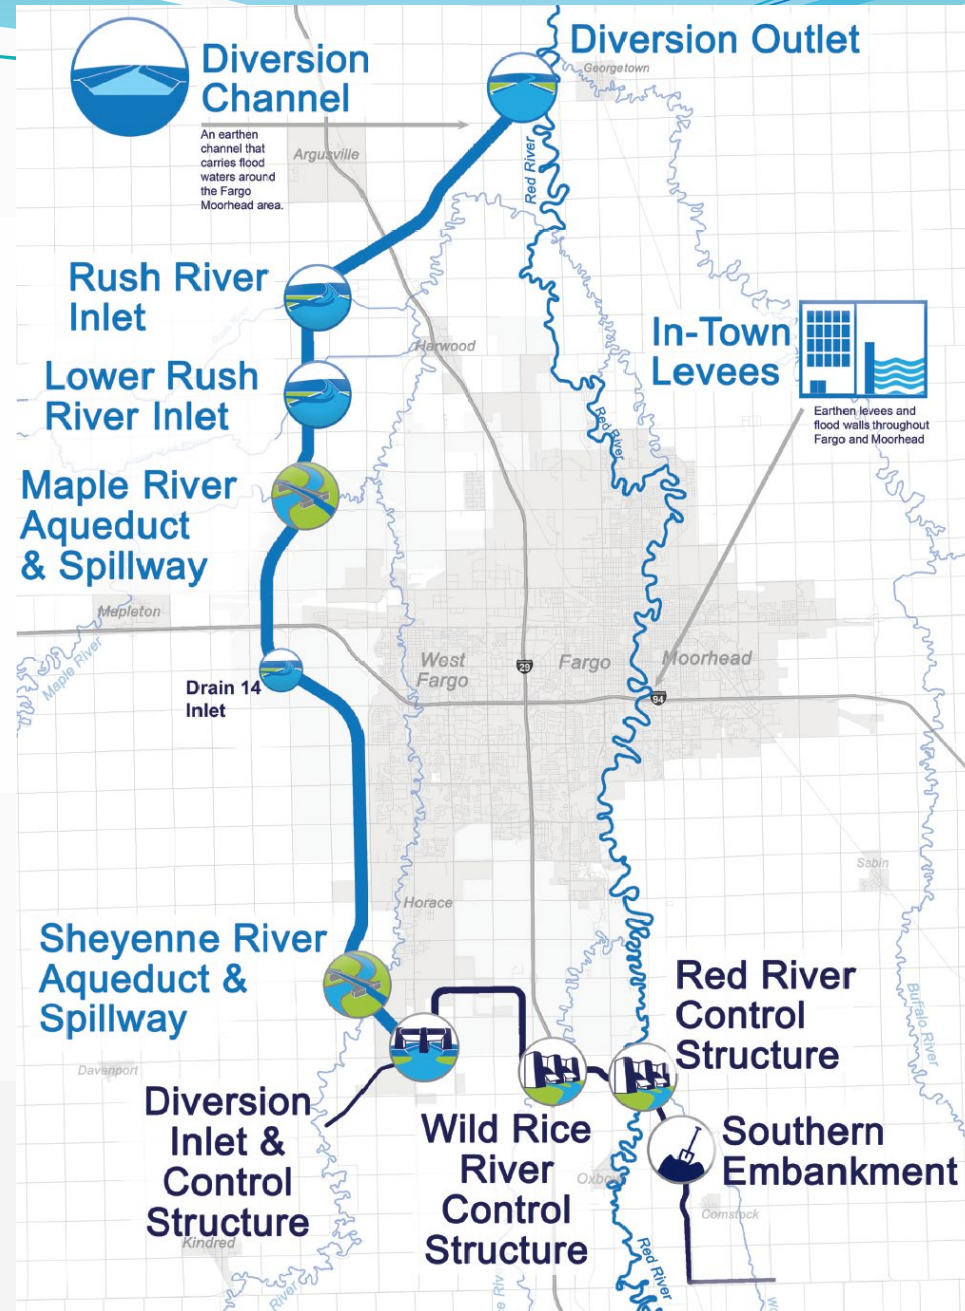 Diversion Outlet
Georgetown
Diversion
Channel
An earthen
channel that
carries flood
waters around
the Fargo
Moorhead area.
Argusville
Red River
Rush River
Inlet
Harwood
In-Town
Levees
Earthen levees and
flood walls throughout
Fargo and Moorhead
Lower Rush
River Inlet
Red River
Maple River
Aqueduct
& Spillway
Mapleton
Maple River
West
Fargo
29
Fargo
Moorhead
94
Drain 14
Inlet
Sabin
Horace
Sheyenne River
Aqueduct &
Spillway
Red River
Control
Structure
Buffalo River
Davenport
Diversion
Inlet &
Control
Structure
Wild Rice
River
Control
Structure
Southern
Embankment
Oxbow
Comstock
Kindred
Red River
River